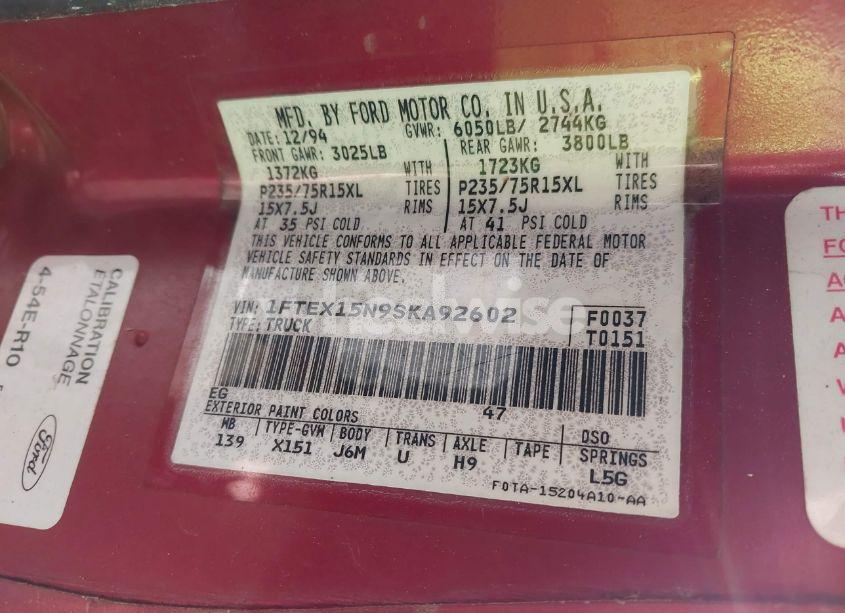 MFD. BY FORD MOTOR CO. IN U.S.A.
DATE: 12/94 GVWR: 6050LB/ 2744KG
FRONT GAWR: 3025LB REAR GAWR: 3800LB
1372KG WITH 1723KG WITH
P235/75R15XL TIRES P235/75R15XL TIRES
15X7.5J RIMS 15X7.5J RIMS
AT 35 PSI COLD AT 41 PSI COLD
THIS VEHICLE CONFORMS TO ALL APPLICABLE FEDERAL MOTOR
VEHICLE SAFETY STANDARDS IN EFFECT ON THE DATE OF
MANUFACTURE SHOWN ABOVE.
VIN: 1FTEX15N9SKA92602 F0037
TYPE: TRUCK T0151
EG 47
EXTERIOR PAINT COLORS DSO
WB TYPE-GVW BODY TRANS AXLE TAPE SPRINGS
139 X151 J6M U H9 L5G
F0TA-15204A10-AA
CALIBRATION
ÉTALONNAGE
4-54E-R10
Ford